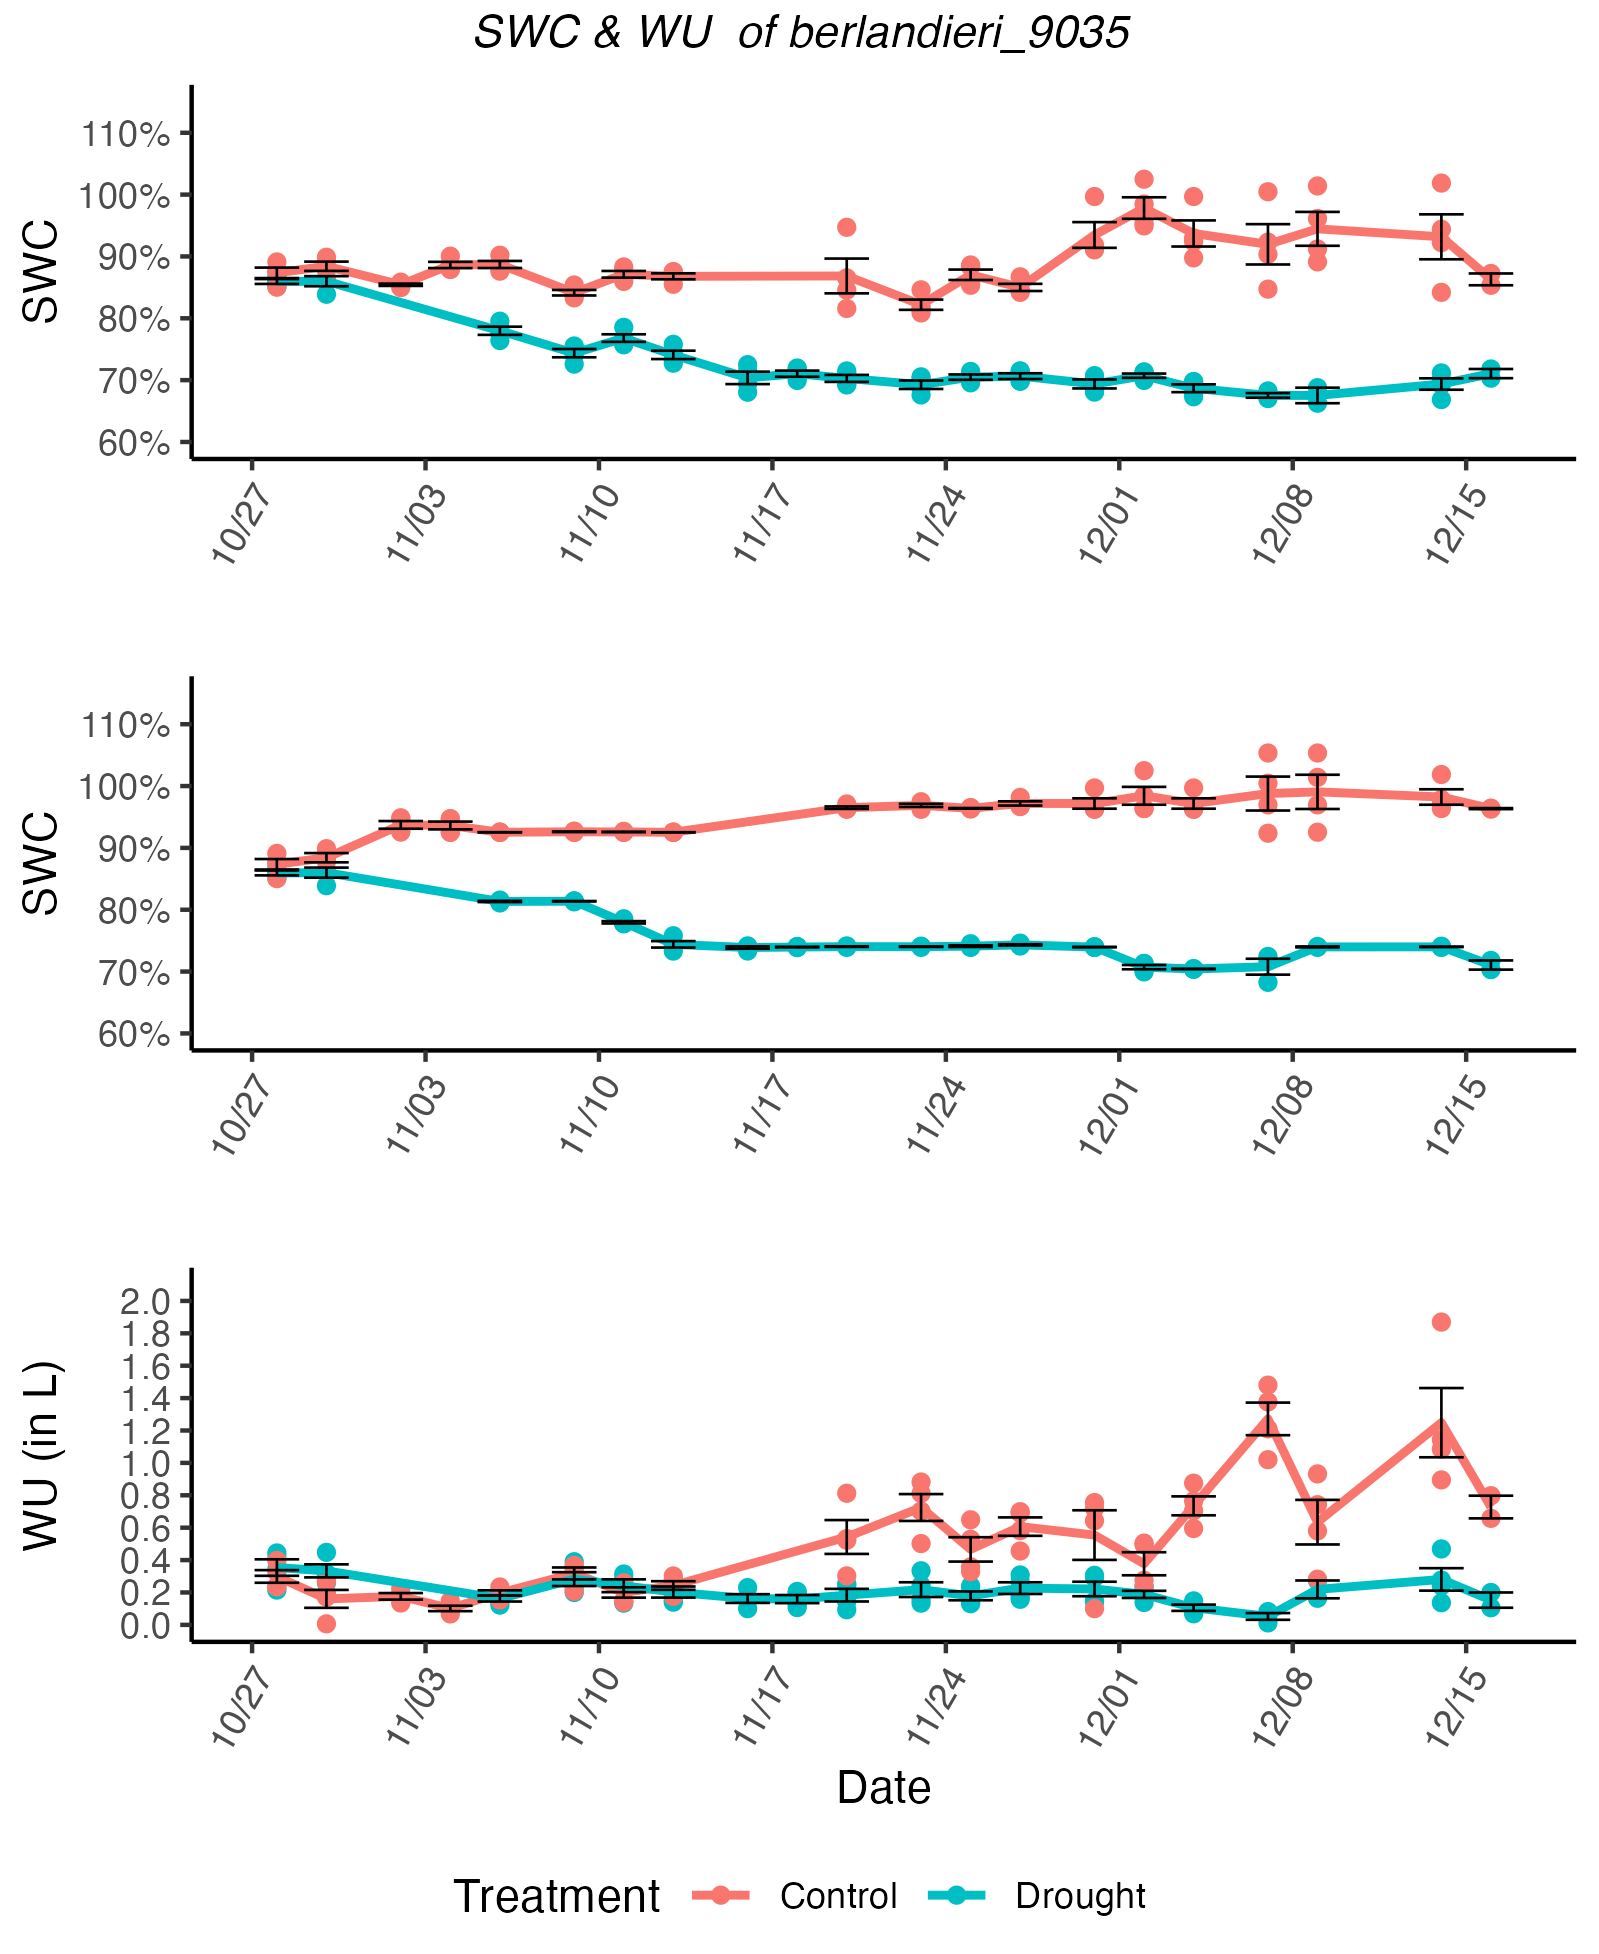 SWC & WU of berlandieri_9035
SWC
110%
100%
90%
80%
70%
60%
10/27 11/03 11/10 11/17 11/24 12/01 12/08 12/15
SWC
110%
100%
90%
80%
70%
60%
10/27 11/03 11/10 11/17 11/24 12/01 12/08 12/15
WU (in L)
2.0
1.8
1.6
1.4
1.2
1.0
0.8
0.6
0.4
0.2
0.0
10/27 11/03 11/10 11/17 11/24 12/01 12/08 12/15
Date
Treatment Control Drought